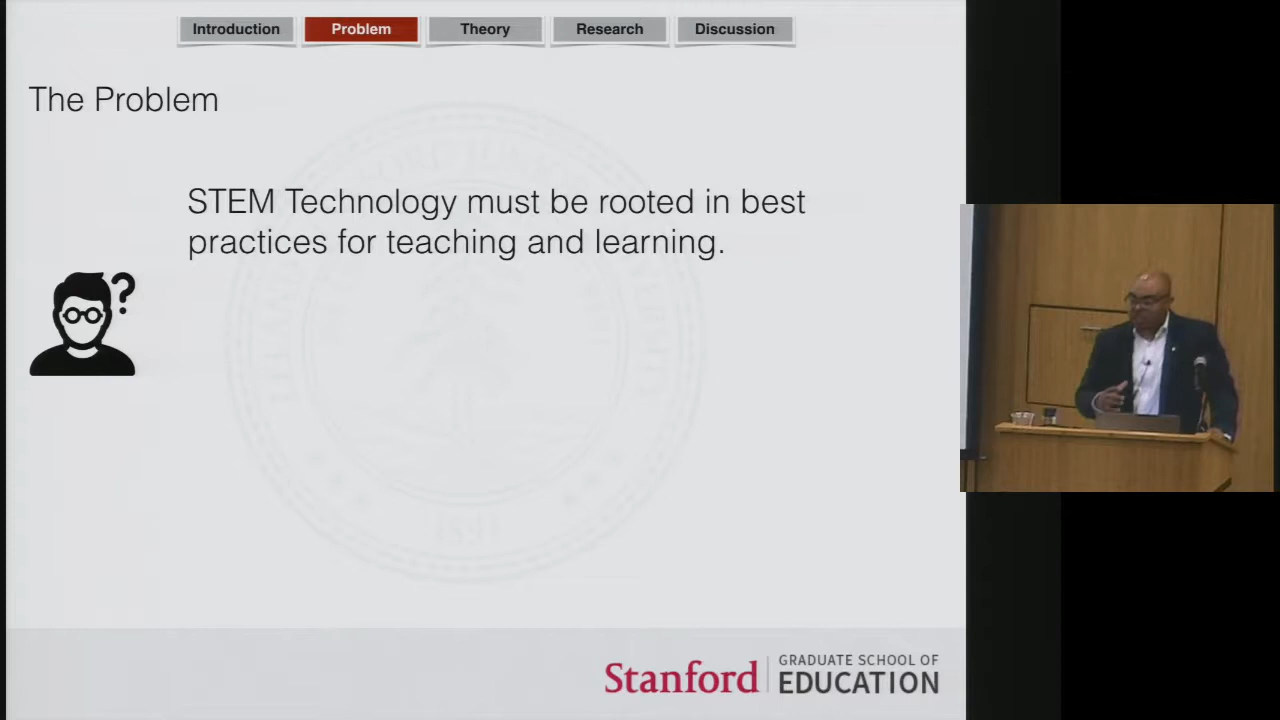 Introduction
Problem
Theory
Research
Discussion
The Problem
STEM Technology must be rooted in best
practices for teaching and learning.
?
1891
Stanford
GRADUATE SCHOOL OF
EDUCATION